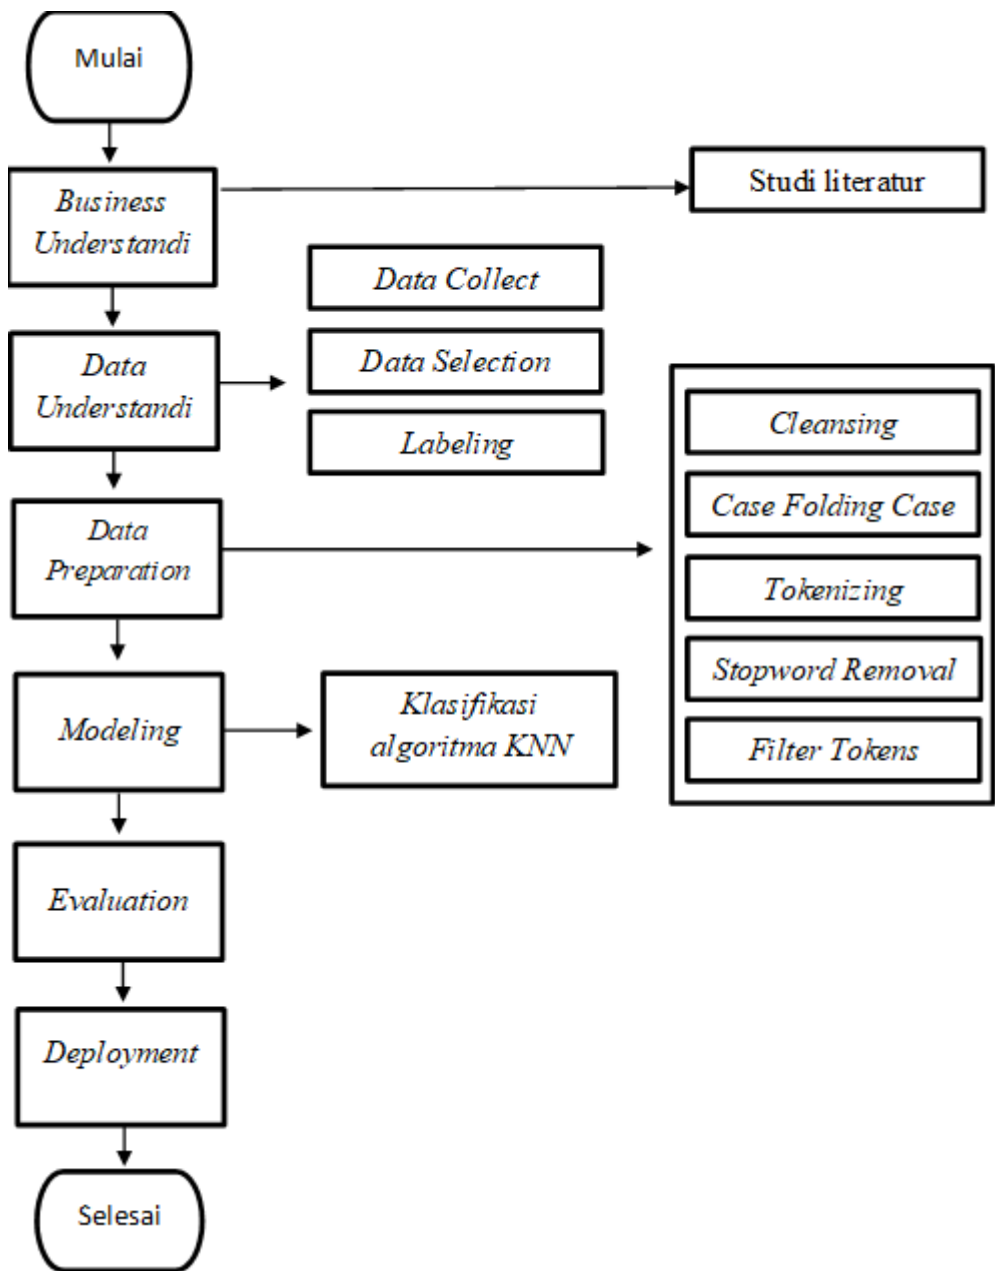 Mulai
Business
Understandi
Studi literatur
Data
Understandi
Data Collect
Data Selection
Labeling
Data
Preparation
Cleansing
Case Folding Case
Tokenizing
Stopword Removal
Filter Tokens
Modeling
Klasifikasi
algoritma KNN
Evaluation
Deployment
Selesai